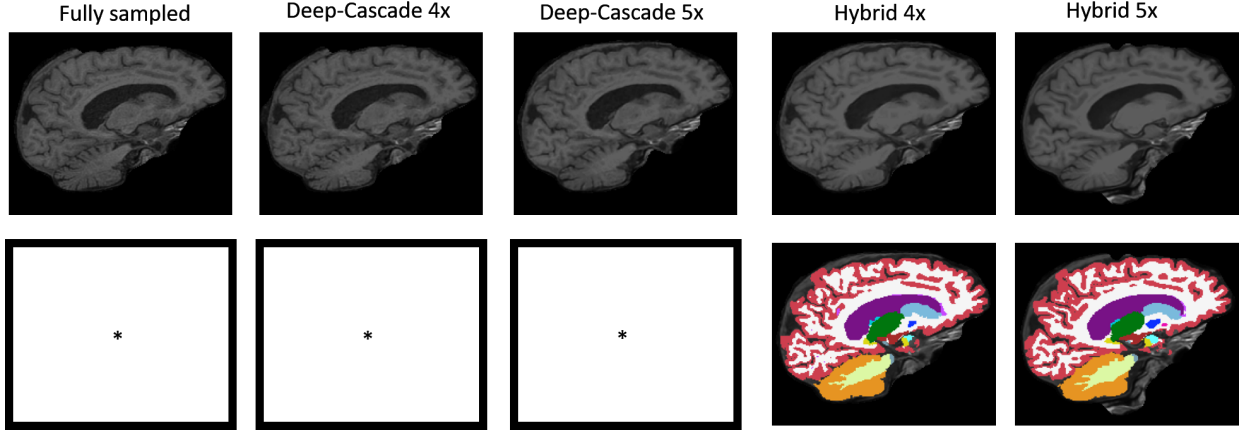 Fully sampled
Deep-Cascade 4x
Deep-Cascade 5x
Hybrid 4x
Hybrid 5x
* * *